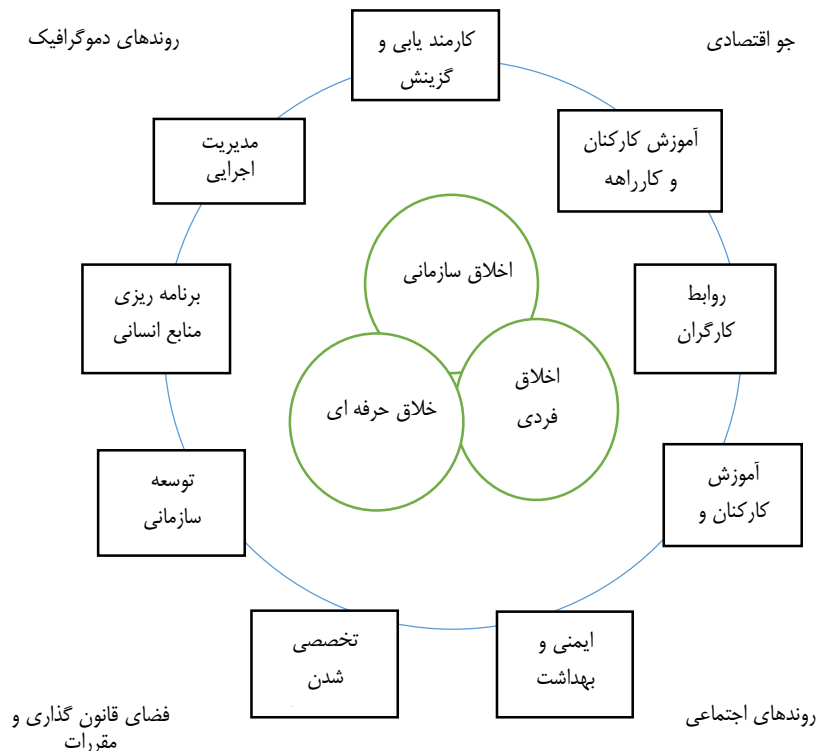 جو اقتصادی
روندهای دموگرافیک
کارمند یابی و
گزینش
آموزش کارکنان
و کارراهه
مدیریت
اجرایی
روابط
کارگران
برنامه ریزی
منابع انسانی
اخلاق سازمانی
اخلاق
فردی
خلاق حرفه ای
آموزش
کارکنان و
توسعه
سازمانی
ایمنی و
بهداشت
تخصصی
شدن
روندهای اجتماعی
فضای قانون گذاری و
مقررات